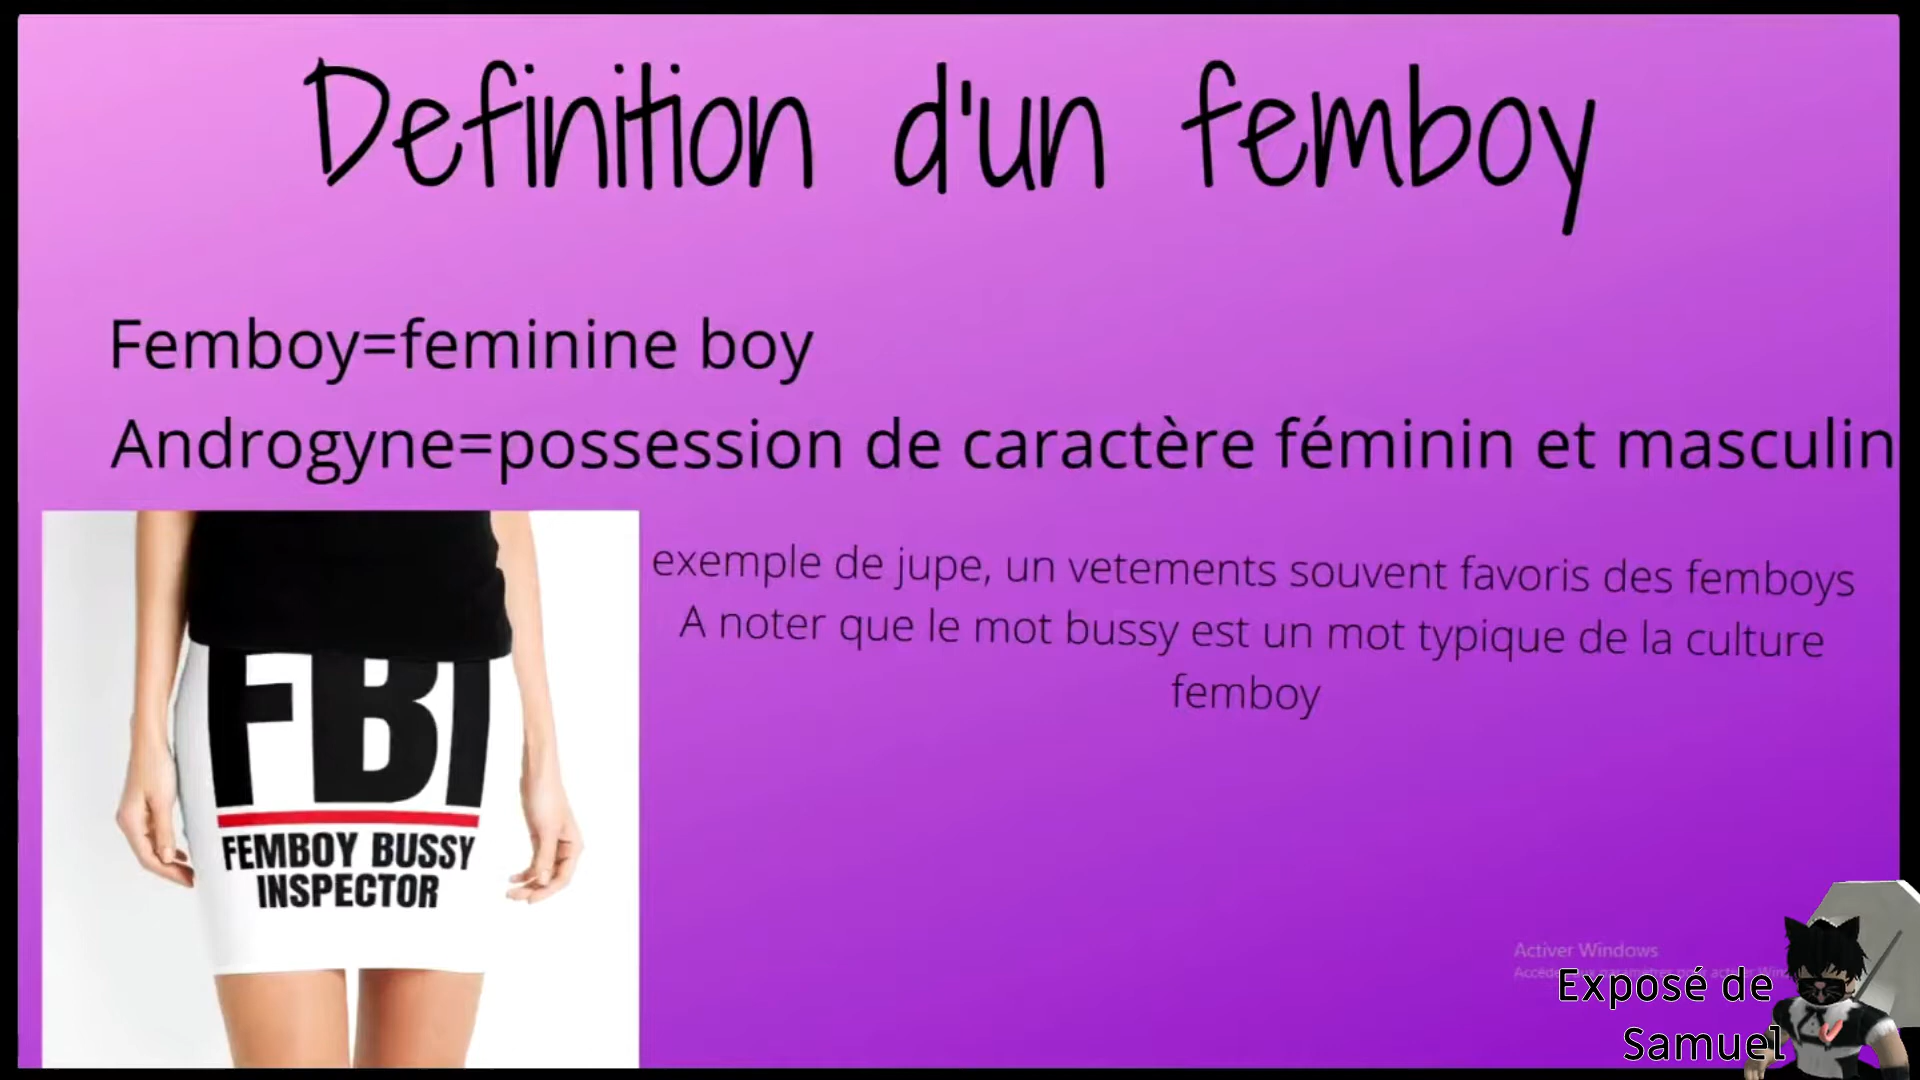 Definition d'un femboy
Femboy=feminine boy
Androgyne=possession de caractère féminin et masculin
exemple de jupe, un vetements souvent favoris des femboys
A noter que le mot bussy est un mot typique de la culture
femboy
FBI
FEMBOY BUSSY
INSPECTOR
Activer Windows
Exposé de
Samuel